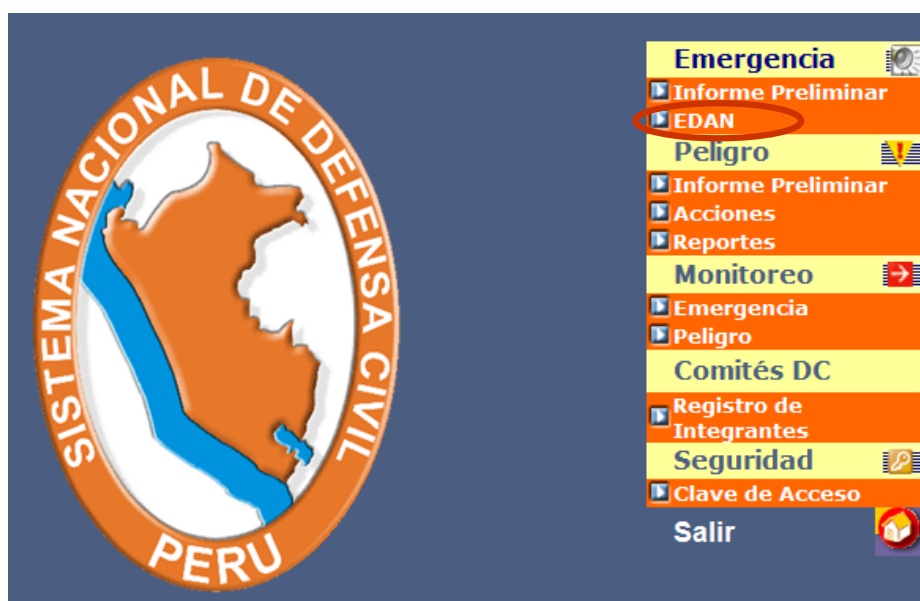 SISTEMA NACIONAL DE DEFENSA CIVIL
PERU
Emergencia
Informe Preliminar
EDAN
Peligro
Informe Preliminar
Acciones
Reportes
Monitoreo
Emergencia
Peligro
Comités DC
Registro de
Integrantes
Seguridad
Clave de Acceso
Salir